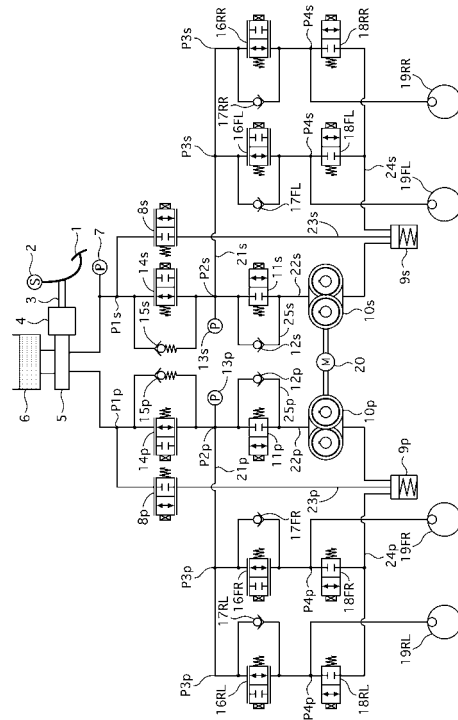 P3s
16RR
P4s
18RR
17RR
19RR
P3s
16FL
P4s
18FL
17FL
24s
19FL
2
S
1
7
P
3
4
6
5
P1s
8s
14s
15s
P2s
21s
11s
22s
23s
9s
P
13s
12s
25s
10s
M
20
P1p
15p
P
13p
12p
25p
10p
14p
P2p
11p
22p
8p
21p
23p
9p
P3p
17FR
16FR
P4p
18FR
24p
19FR
17RL
P3p
16RL
P4p
18RL
19RL